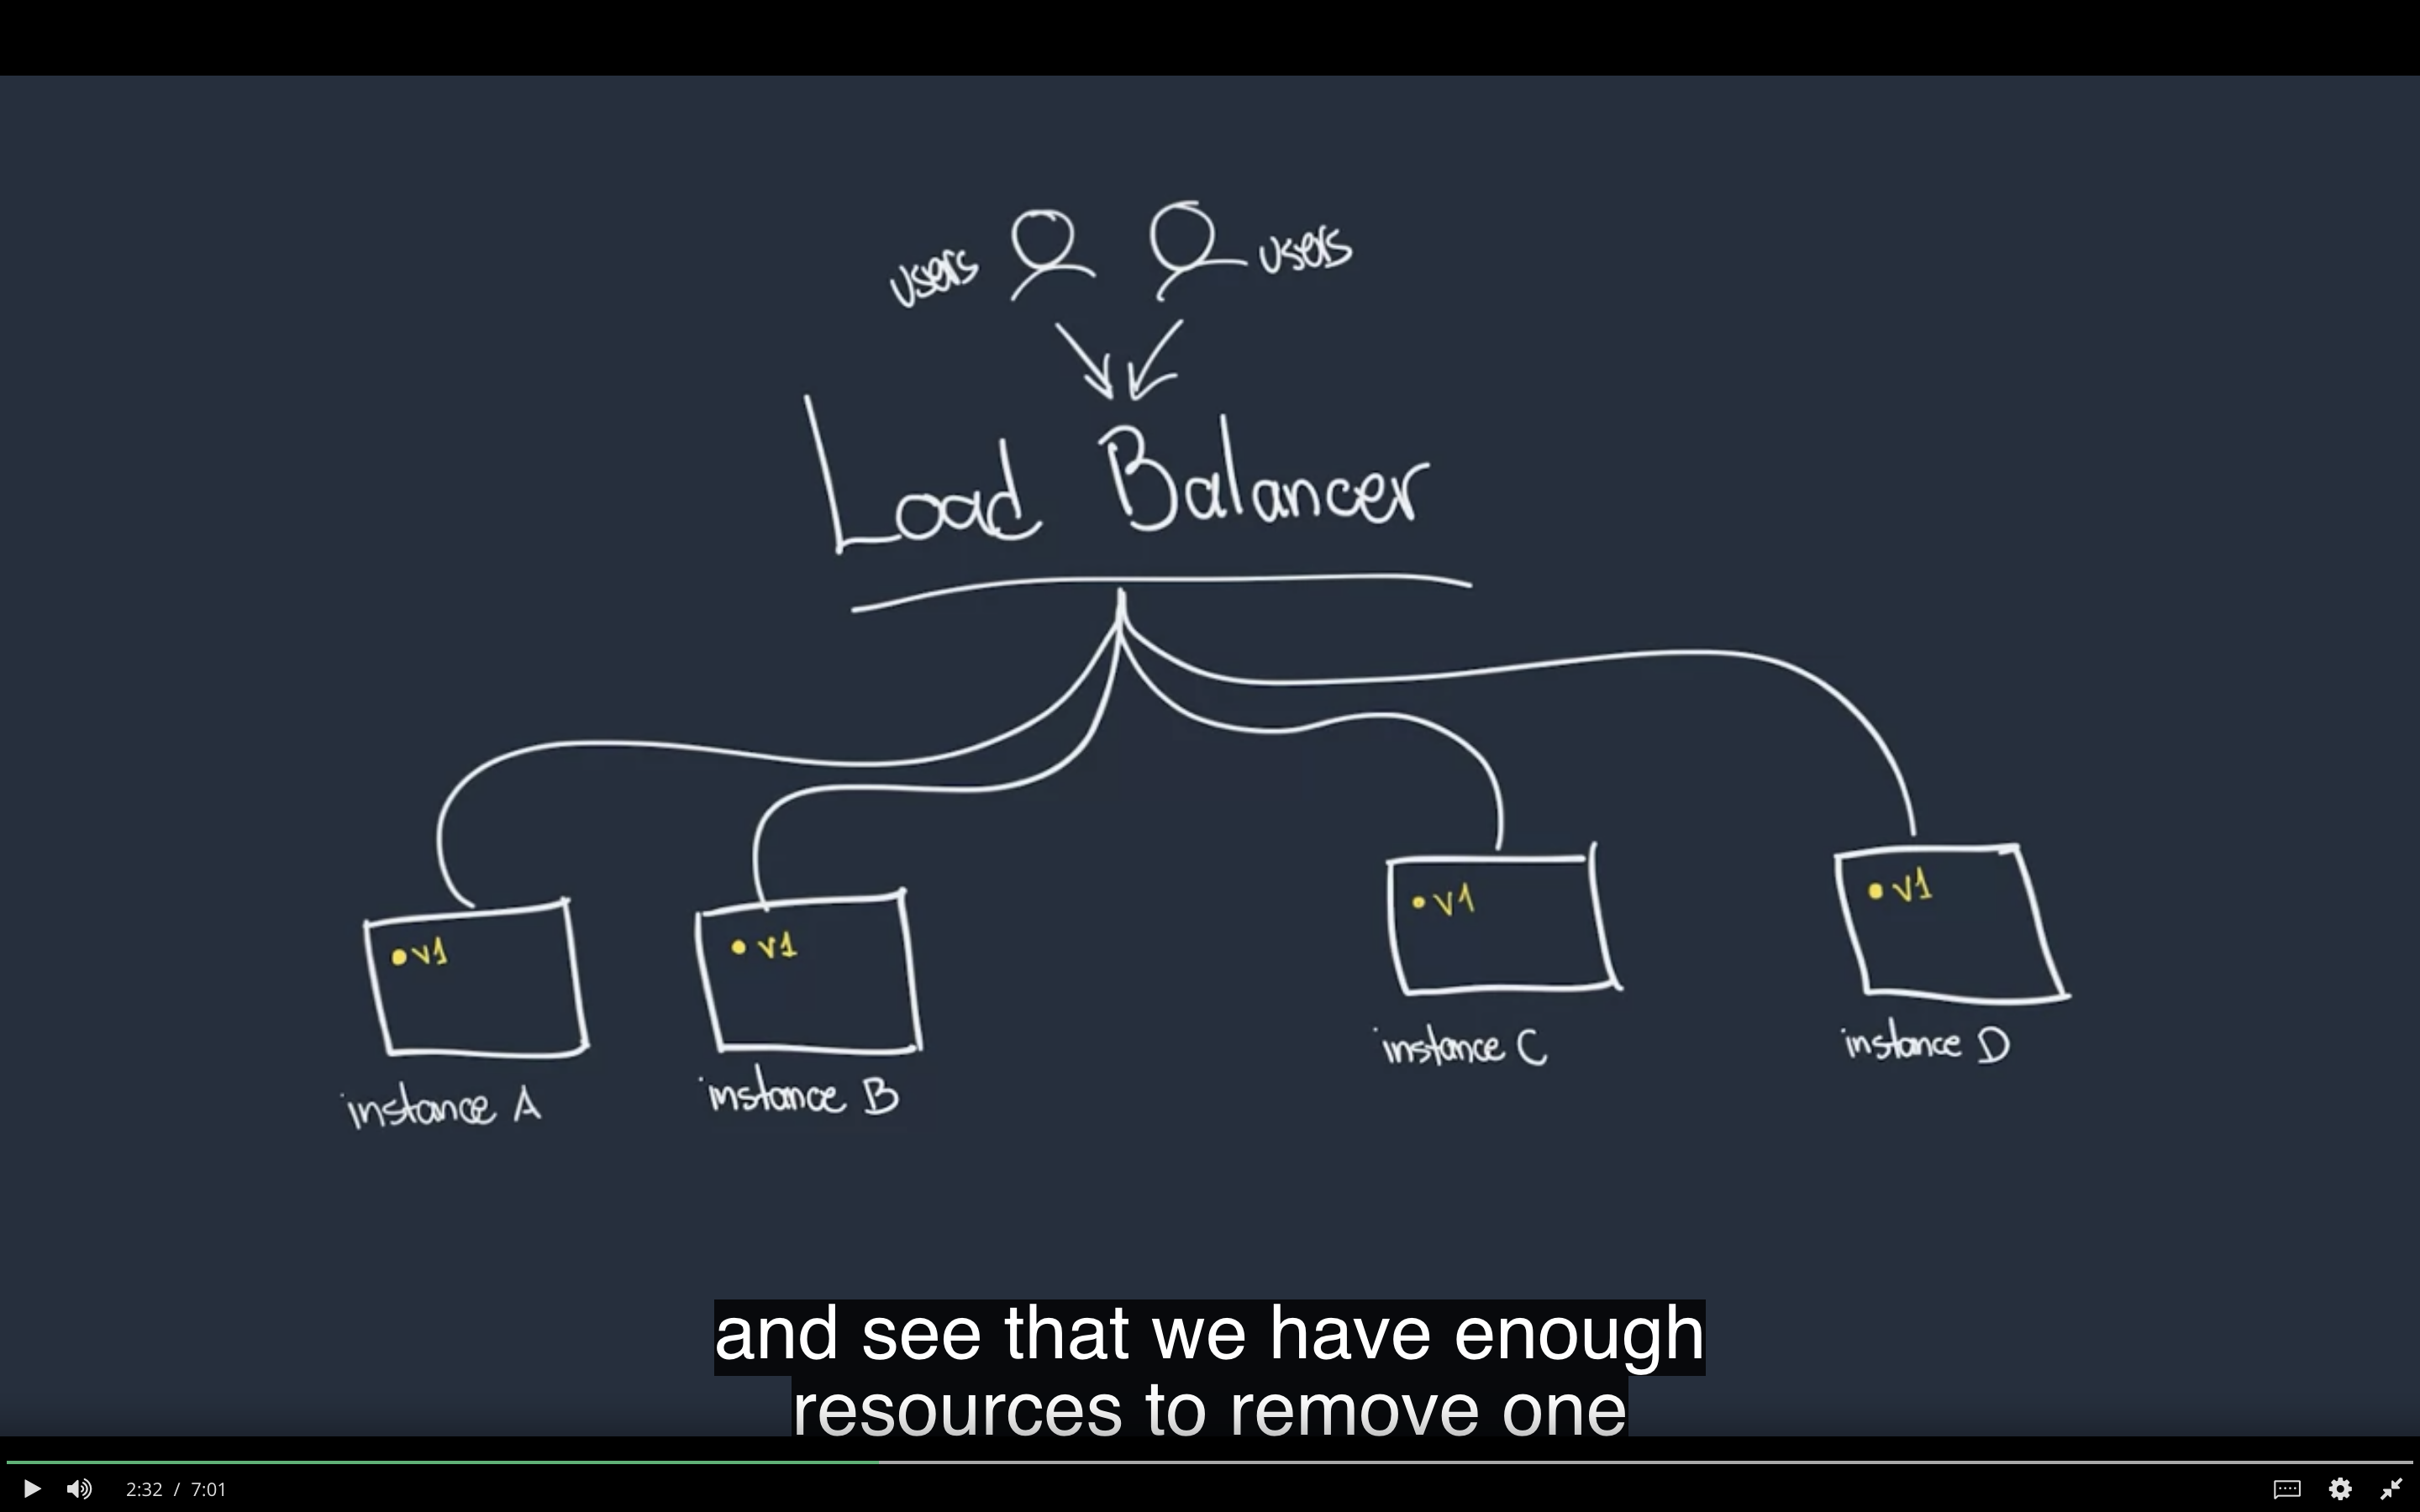 users users
Load Balancer
• v1 • v1 • v1 • v1
instance A instance B instance C instance D
and see that we have enough
resources to remove one
2:32 / 7:01